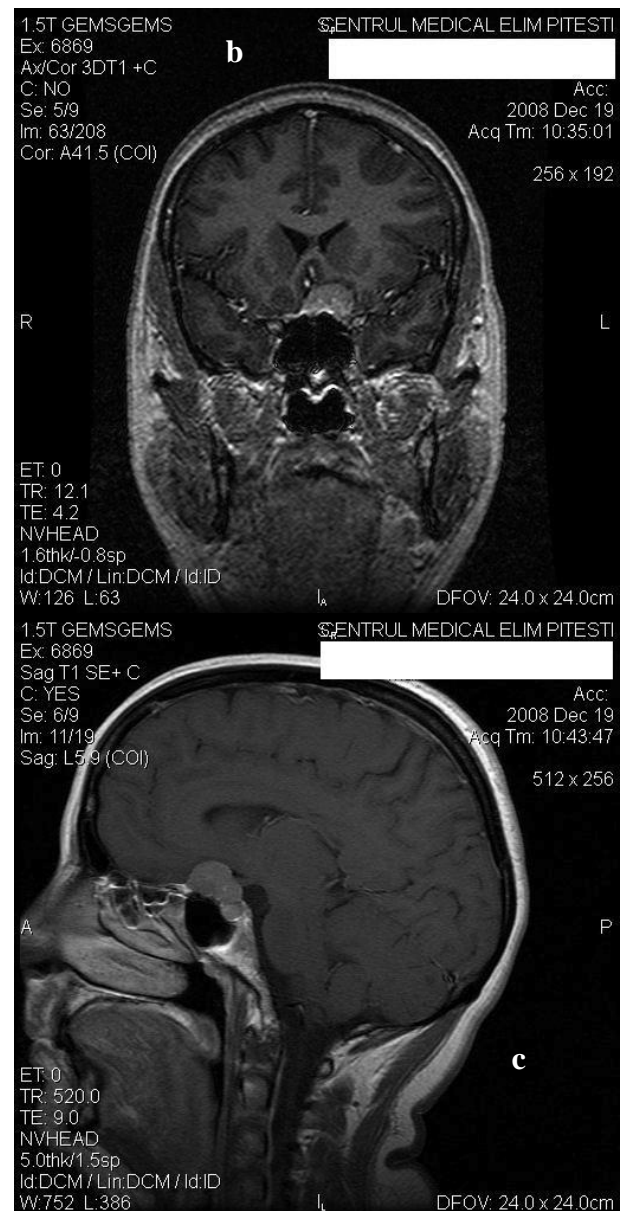 1.5T GEMSGEMS
CENTRUL MEDICAL ELIM PITESTI
Ex: 6869
b
Ax/Cor 3DT1 +C
C: NO
Acc:
Se: 5/9
2008 Dec 19
Im: 63/208
Acq Tm: 10:35:01
Cor: A41.5 (COI)
256 x 192
R
L
ET: 0
TR: 12.1
TE: 4.2
NVHEAD
1.6thk/-0.8sp
Id:DCM / Lin:DCM / Id:ID
W:126 L:63
IA
DFOV: 24.0 x 24.0cm
1.5T GEMSGEMS
CENTRUL MEDICAL ELIM PITESTI
Ex: 6869
Sag T1 SE+ C
C: YES
Acc:
Se: 6/9
2008 Dec 19
Im: 11/19
Acq Tm: 10:43:47
Sag: L5.9 (COI)
512 x 256
A
P
c
ET: 0
TR: 520.0
TE: 9.0
NVHEAD
5.0thk/1.5sp
Id:DCM / Lin:DCM / Id:ID
W:752 L:386
IL
DFOV: 24.0 x 24.0cm